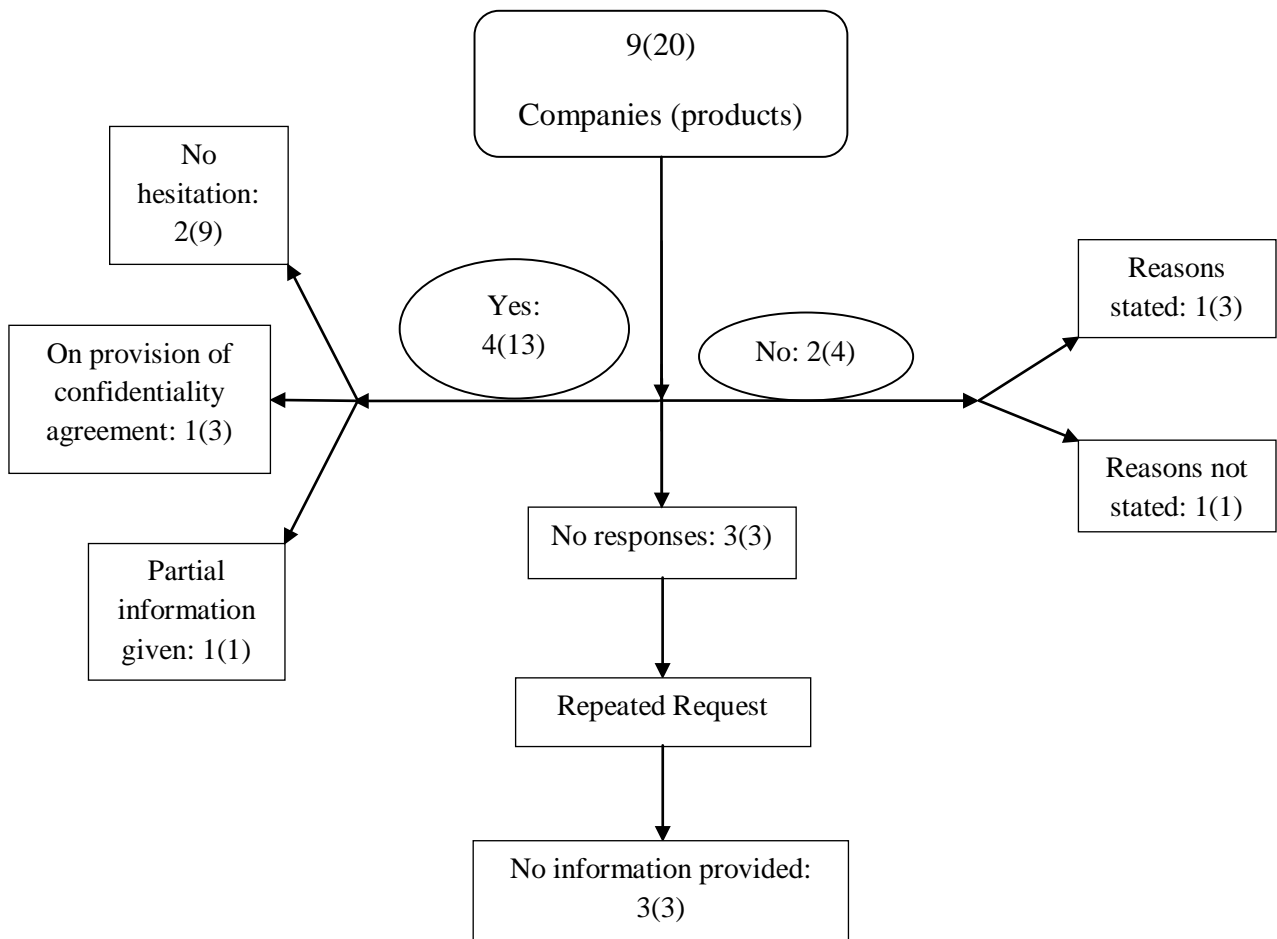 9(20)
Companies (products)
No
hesitation:
2(9)
Yes:
4(13)
No: 2(4)
Reasons
stated: 1(3)
On provision of
confidentiality
agreement: 1(3)
Reasons not
stated: 1(1)
No responses: 3(3)
Partial
information
given: 1(1)
Repeated Request
No information provided:
3(3)